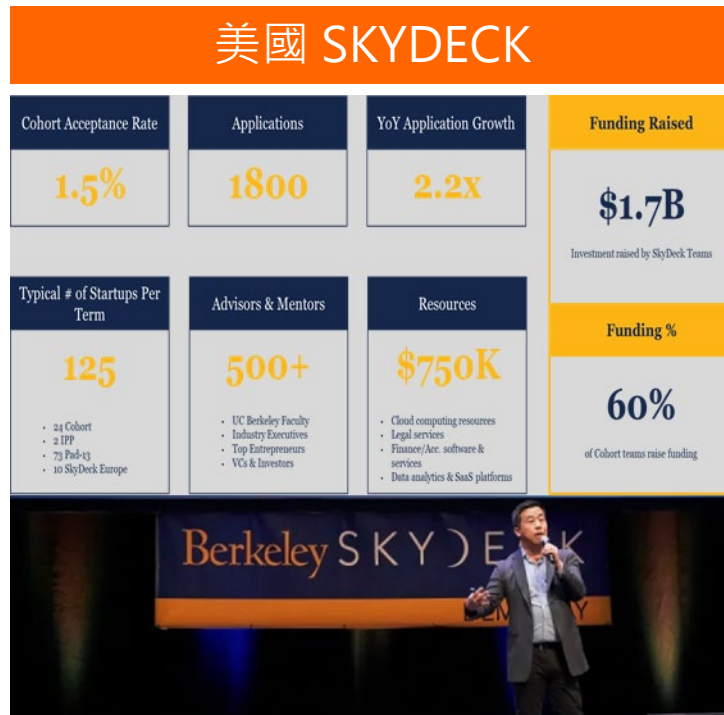 美國 SKYDECK
Cohort Acceptance Rate
1.5%
Applications
1800
YoY Application Growth
2.2x
Funding Raised
$1.7B
Investment raised by SkyDeck Teams
Typical # of Startups Per
Term
125
• 24 Cohort
• 2 IPP
• 73 Pad-13
• 10 SkyDeck Europe
Advisors & Mentors
500+
• UC Berkeley Faculty
• Industry Executives
• Top Entrepreneurs
• VCs & Investors
Resources
$750K
• Cloud computing resources
• Legal services
• Finance/Acc. software &
services
• Data analytics & SaaS platforms
Funding %
60%
of Cohort teams raise funding
Berkeley SKYDECK